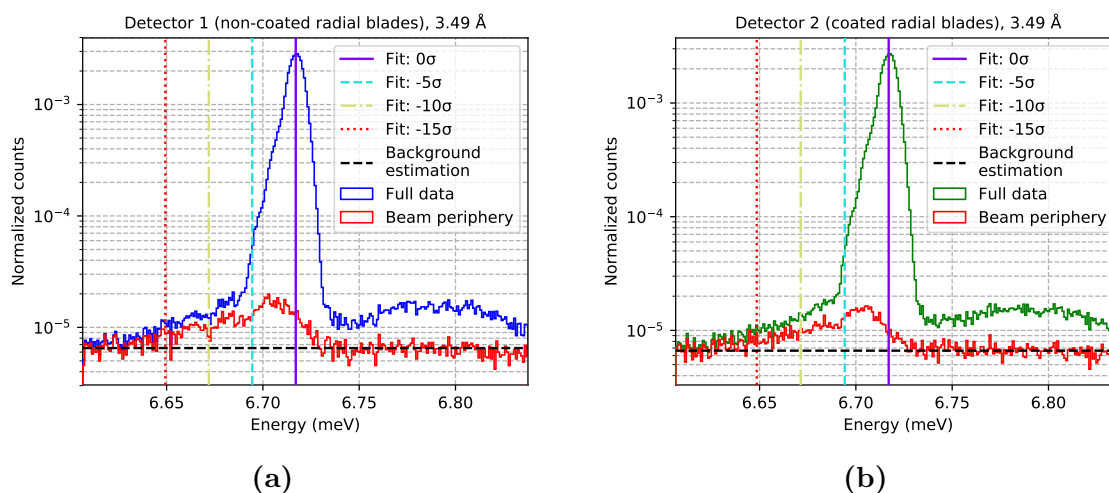 Detector 1 (non-coated radial blades), 3.49 Å
Normalized counts
10⁻³
10⁻⁴
10⁻⁵
Fit: 0σ
Fit: -5σ
Fit: -10σ
Fit: -15σ
Background
estimation
Full data
Beam periphery
6.65 6.70 6.75 6.80
Energy (meV)
(a)
Detector 2 (coated radial blades), 3.49 Å
Normalized counts
10⁻³
10⁻⁴
10⁻⁵
Fit: 0σ
Fit: -5σ
Fit: -10σ
Fit: -15σ
Background
estimation
Full data
Beam periphery
6.65 6.70 6.75 6.80
Energy (meV)
(b)